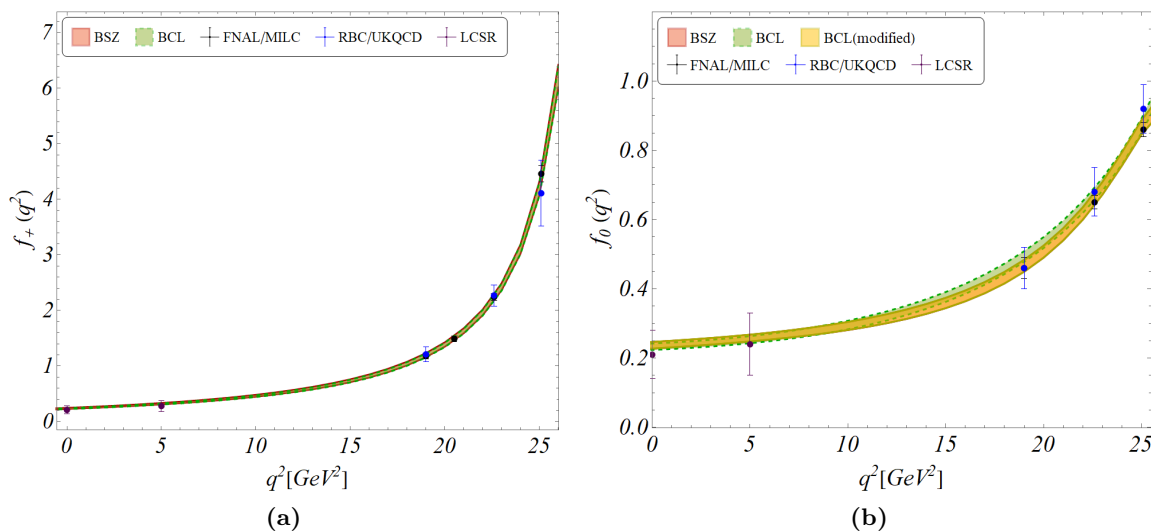 BSZ BCL FNAL/MILC RBC/UKQCD LCSR
7
6
5
4
3
2
1
0
f₊(q²)
0 5 10 15 20 25
q²[GeV²]
(a)
BSZ BCL BCL(modified)
FNAL/MILC RBC/UKQCD LCSR
1.0
0.8
0.6
0.4
0.2
0.0
f₀(q²)
0 5 10 15 20 25
q²[GeV²]
(b)